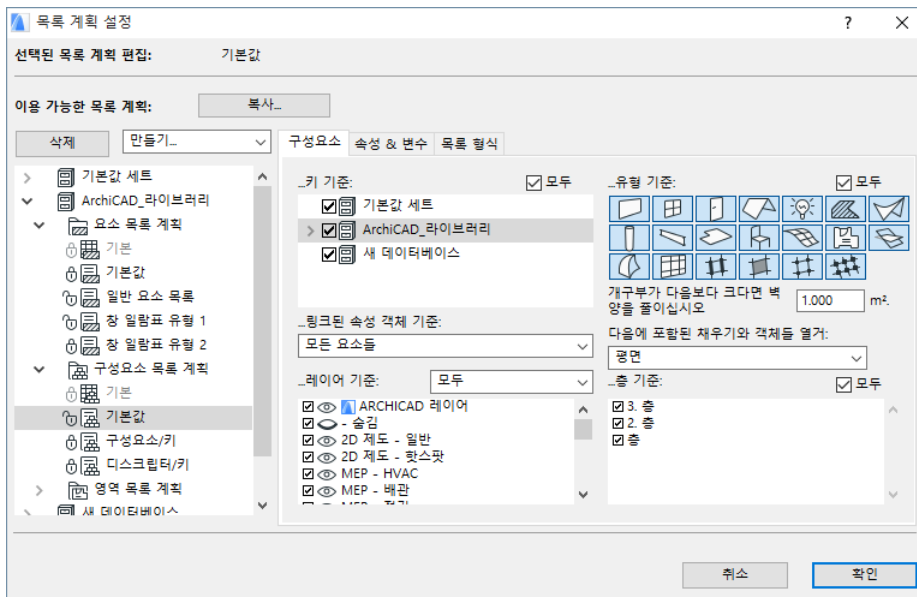 목록 계획 설정
? ×
선택된 목록 계획 편집: 기본값
이용 가능한 목록 계획: 복사...
삭제 만들기...
기본값 세트
ArchiCAD_라이브러리
요소 목록 계획
기본
기본값
일반 요소 목록
창 일람표 유형 1
창 일람표 유형 2
구성요소 목록 계획
기본
기본값
구성요소/키
디스크립터/키
영역 목록 계획
새 데이터베이스
구성요소 속성 & 변수 목록 형식
...키 기준: 모두
기본값 세트
ArchiCAD_라이브러리
새 데이터베이스
...링크된 속성 객체 기준:
모든 요소들
...레이어 기준: 모두
ARCHICAD 레이어
- 숨김
2D 제도 - 일반
2D 제도 - 핫스팟
MEP - HVAC
MEP - 배관
...유형 기준: 모두
개구부가 다음보다 크다면 벽
양을 풀이십시오 1.000 m².
다음에 포함된 채우기와 객체들 열거:
평면
...층 기준: 모두
3. 층
2. 층
층
취소 확인